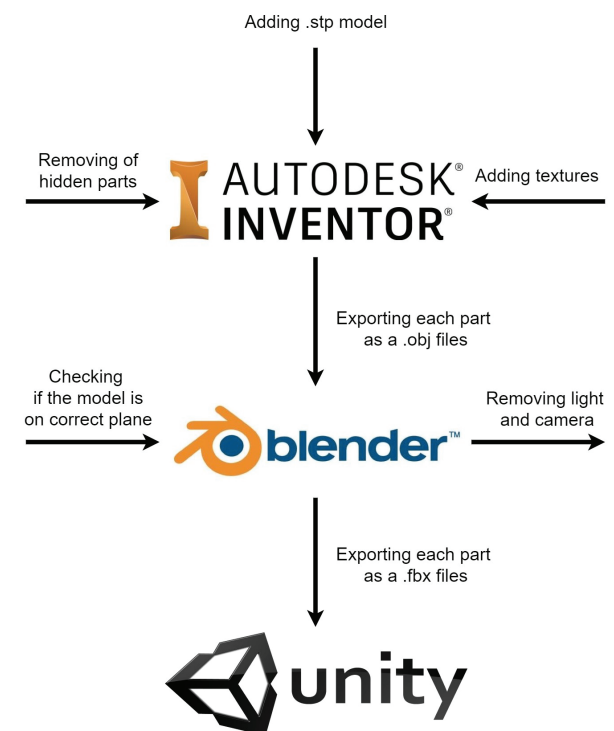 Adding .stp model
Removing of
hidden parts
AUTODESK®
INVENTOR®
Adding textures
Exporting each part
as a .obj files
Checking
if the model is
on correct plane
blender™
Removing light
and camera
Exporting each part
as a .fbx files
unity